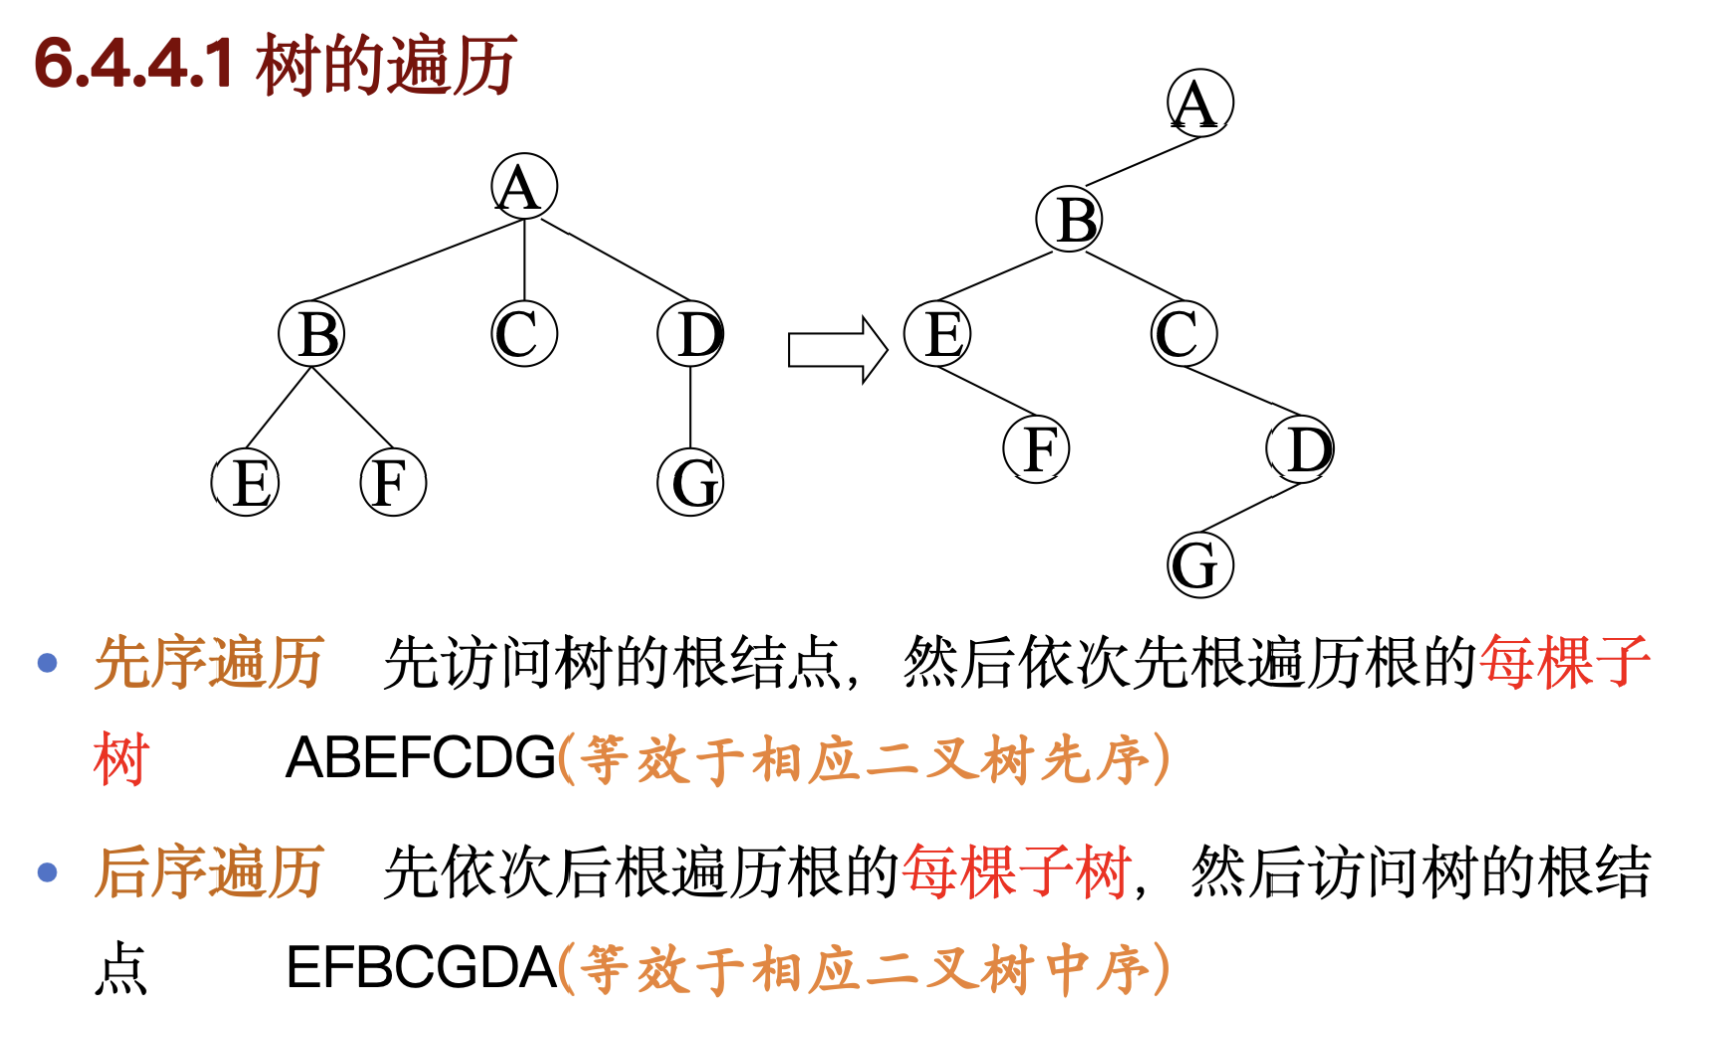 6.4.4.1 树的遍历
A
B C D
E F G
A
B
E C
F D
G
• 先序遍历 先访问树的根结点，然后依次先根遍历根的每棵子
树 ABEFCDG(等效于相应二叉树先序)
• 后序遍历 先依次后根遍历根的每棵子树，然后访问树的根结
点 EFBCGDA(等效于相应二叉树中序)